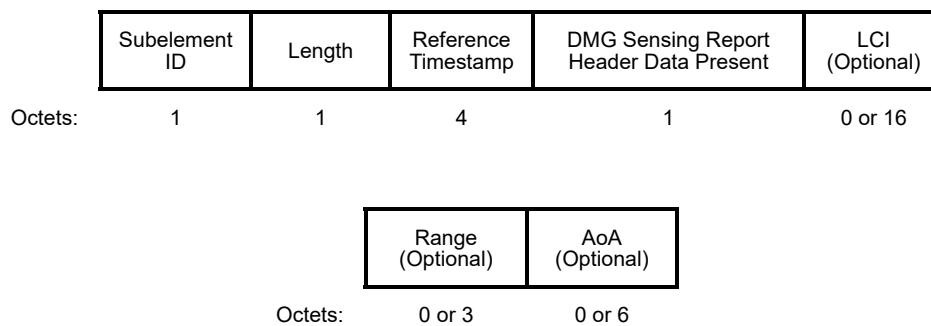 Subelement ID Length Reference Timestamp DMG Sensing Report Header Data Present LCI (Optional)
Octets: 1 1 4 1 0 or 16
Range (Optional) AoA (Optional)
Octets: 0 or 3 0 or 6